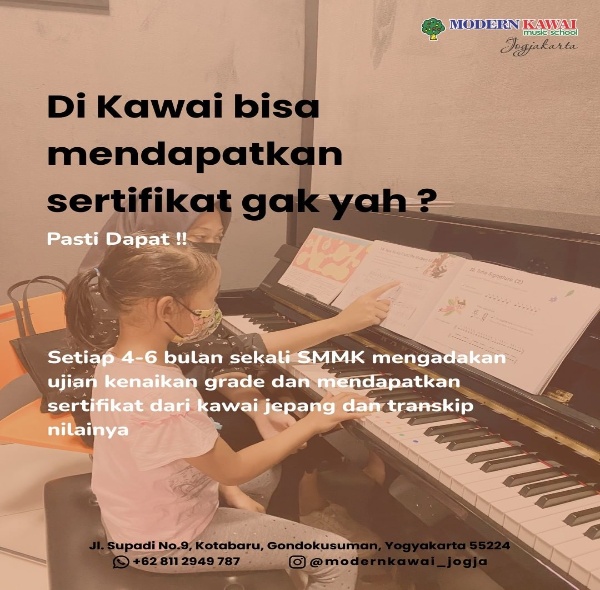 MODERN KAWAI
music school
Jogjakarta
Di Kawai bisa
mendapatkan
sertifikat gak yah ?
Pasti Dapat !!
Setiap 4-6 bulan sekali SMMK mengadakan
ujian kenaikan grade dan mendapatkan
sertifikat dari kawai jepang dan transkip
nilainya
Jl. Supadi No.9, Kotabaru, Gondokusuman, Yogyakarta 55224
+62 811 2949 787 @modernkawai_jogja